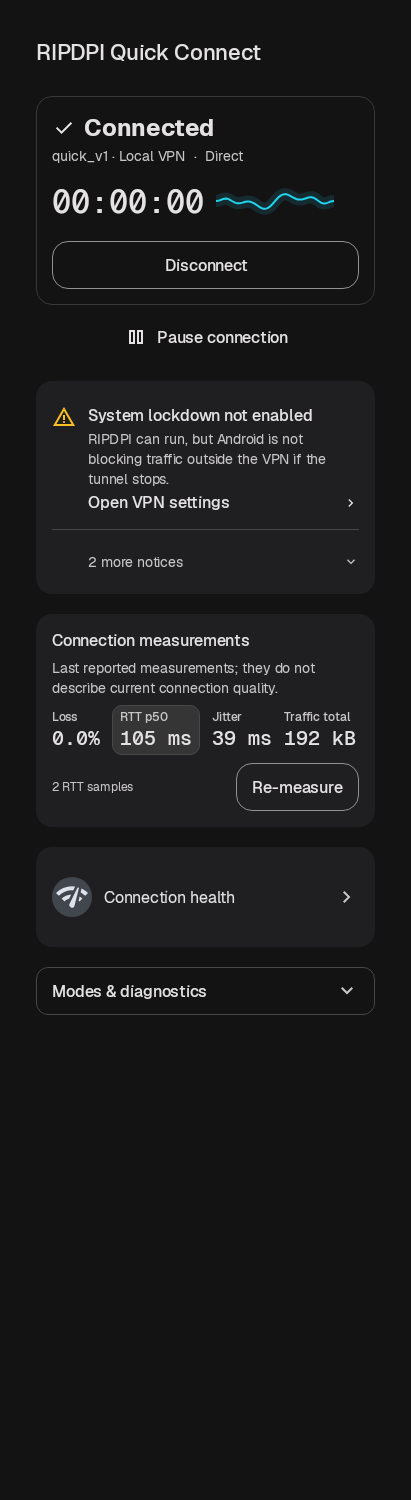 RIPDPI Quick Connect
Connected
quick_v1 · Local VPN · Direct
00:00:00
Disconnect
Pause connection
System lockdown not enabled
RIPDPI can run, but Android is not
blocking traffic outside the VPN if the
tunnel stops.
Open VPN settings
2 more notices
Connection measurements
Last reported measurements; they do not
describe current connection quality.
Loss RTT p50 Jitter Traffic total
0.0% 105 ms 39 ms 192 kB
2 RTT samples Re-measure
Connection health
Modes & diagnostics